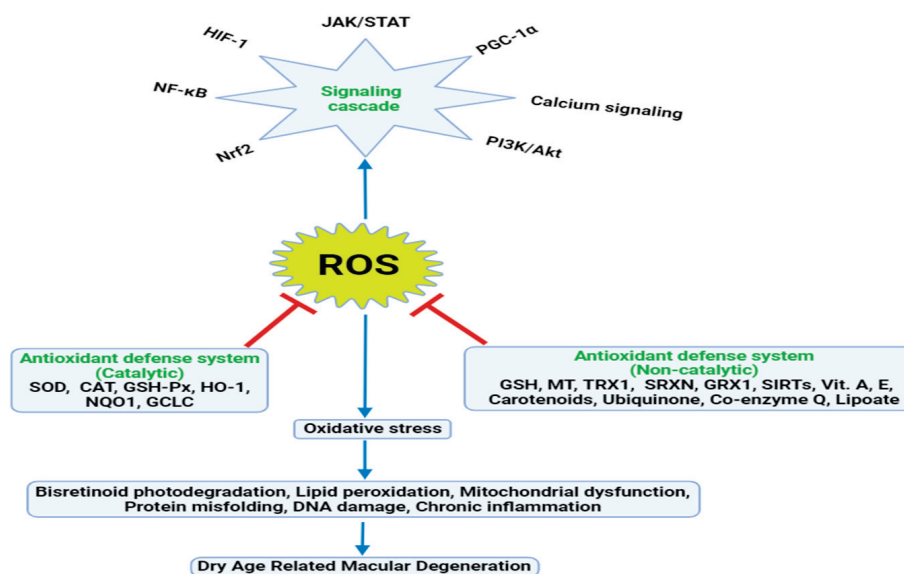 JAK/STAT
HIF-1
PGC-1α
NF-κB
Signaling
cascade
Calcium signaling
Nrf2
PI3K/Akt
ROS
Antioxidant defense system
(Catalytic)
SOD, CAT, GSH-Px, HO-1,
NQO1, GCLC
Antioxidant defense system
(Non-catalytic)
GSH, MT, TRX1, SRXN, GRX1, SIRTs, Vit. A, E,
Carotenoids, Ubiquinone, Co-enzyme Q, Lipoate
Oxidative stress
Bisretinoid photodegradation, Lipid peroxidation, Mitochondrial dysfunction,
Protein misfolding, DNA damage, Chronic inflammation
Dry Age Related Macular Degeneration